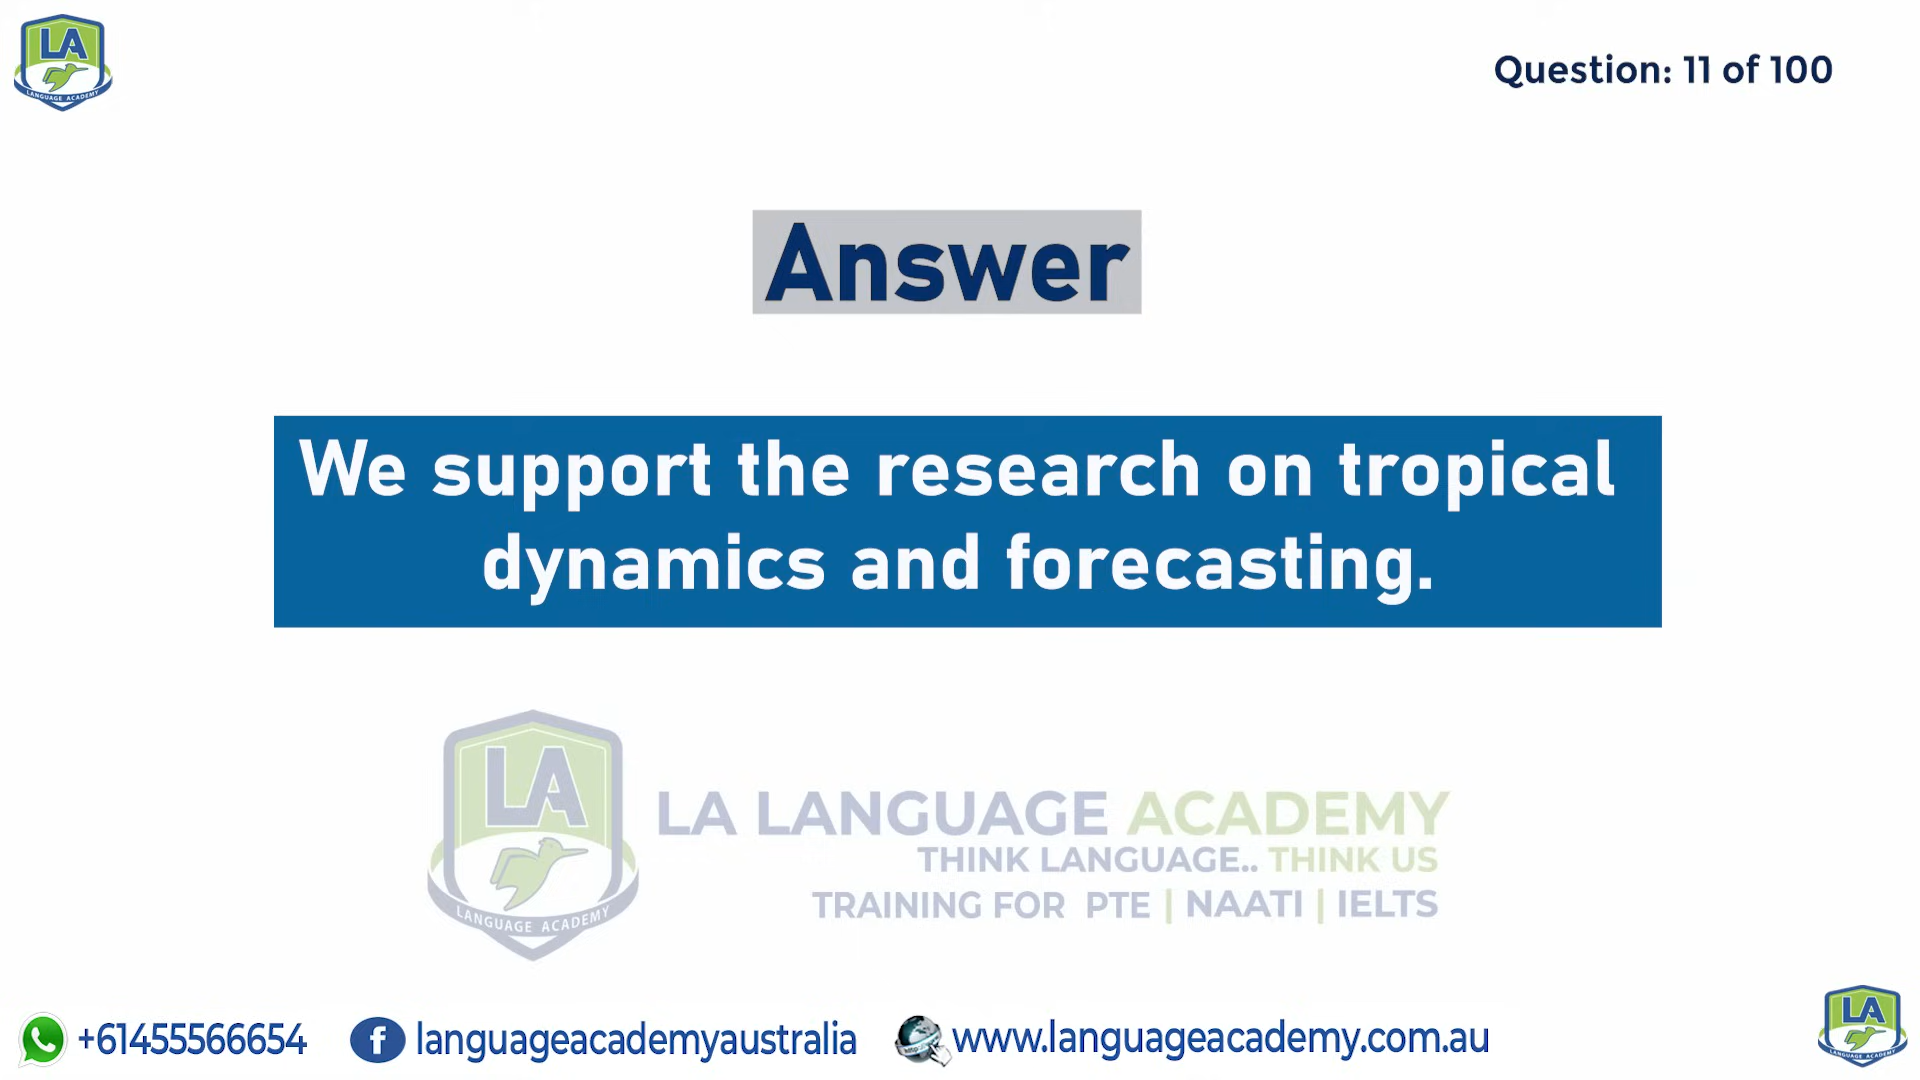 LA
LANGUAGE ACADEMY
Question: 11 of 100
Answer
We support the research on tropical
dynamics and forecasting.
LA
LANGUAGE ACADEMY
LA LANGUAGE ACADEMY
THINK LANGUAGE.. THINK US
TRAINING FOR PTE | NAATI | IELTS
+61455566654
languageacademyaustralia
www.languageacademy.com.au
LA
LANGUAGE ACADEMY